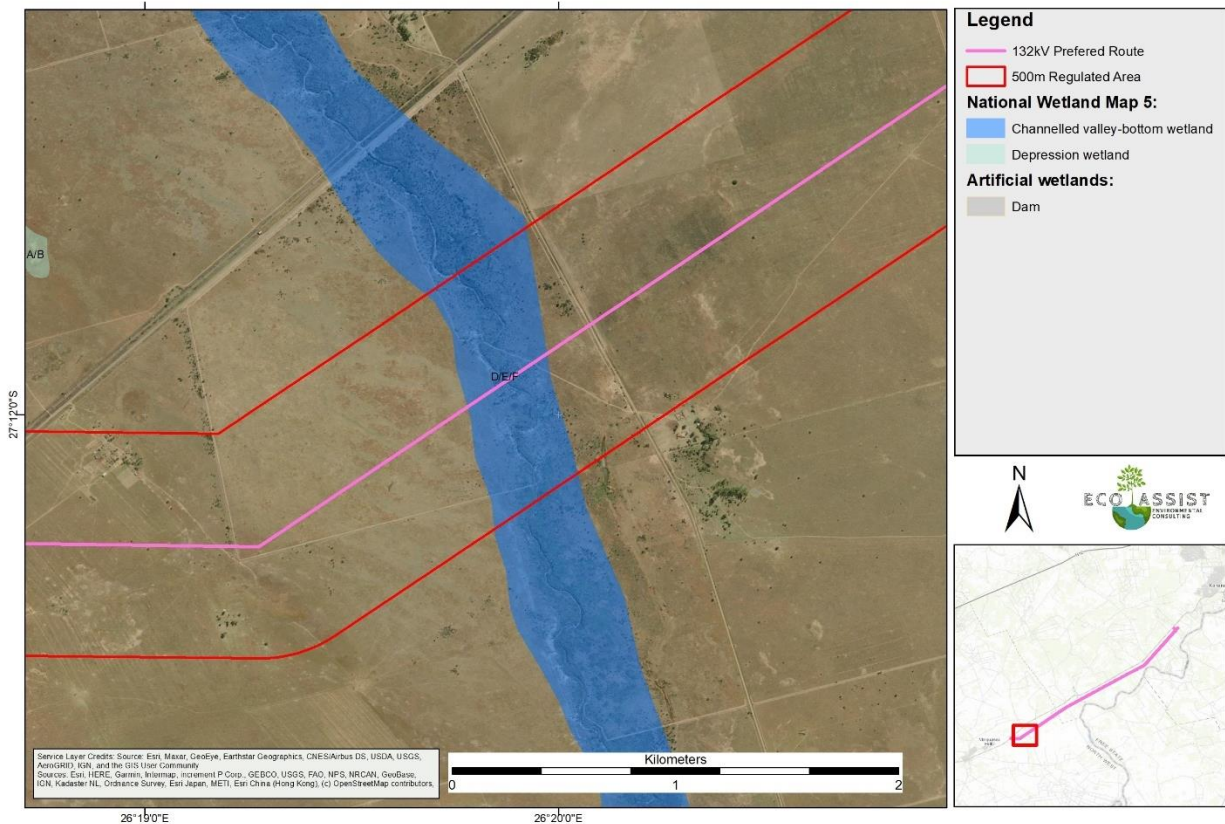 Legend
132kV Prefered Route
500m Regulated Area
National Wetland Map 5:
Channelled valley-bottom wetland
Depression wetland
Artificial wetlands:
Dam
A/B
D/E/F
27°12'0"S
26°19'0"E
26°20'0"E
N
ECO ASSIST
ENVIRONMENTAL
CONSULTING
Kilometers
0 1 2
Service Layer Credits: Source: Esri, Maxar, GeoEye, Earthstar Geographics, CNES/Airbus DS, USDA, USGS,
AeroGRID, IGN, and the GIS User Community
Sources: Esri, HERE, Garmin, Intermap, increment P Corp., GEBCO, USGS, FAO, NPS, NRCAN, GeoBase,
IGN, Kadaster NL, Ordnance Survey, Esri Japan, METI, Esri China (Hong Kong), (c) OpenStreetMap contributors,
FREE STATE
NORTH WEST